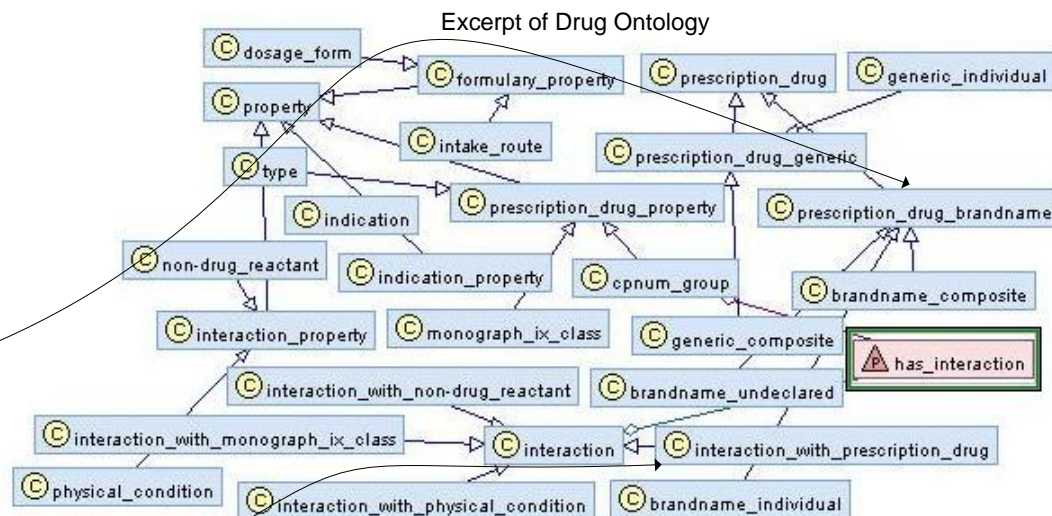 Excerpt of Drug Ontology
C dosage_form
C formulary_property
C prescription_drug
C generic_individual
C property
C intake_route
C prescription_drug_generic
C type
C prescription_drug_property
C prescription_drug_brandname
C indication
C non-drug_reactant
C indication_property
C cpnum_group
C brandname_composite
C interaction_property
C monograph_ix_class
C generic_composite
P has_interaction
C interaction_with_non-drug_reactant
C brandname_undeclared
C interaction_with_monograph_ix_class
C interaction
C interaction_with_prescription_drug
C physical_condition
C interaction_with_physical_condition
C brandname_individual